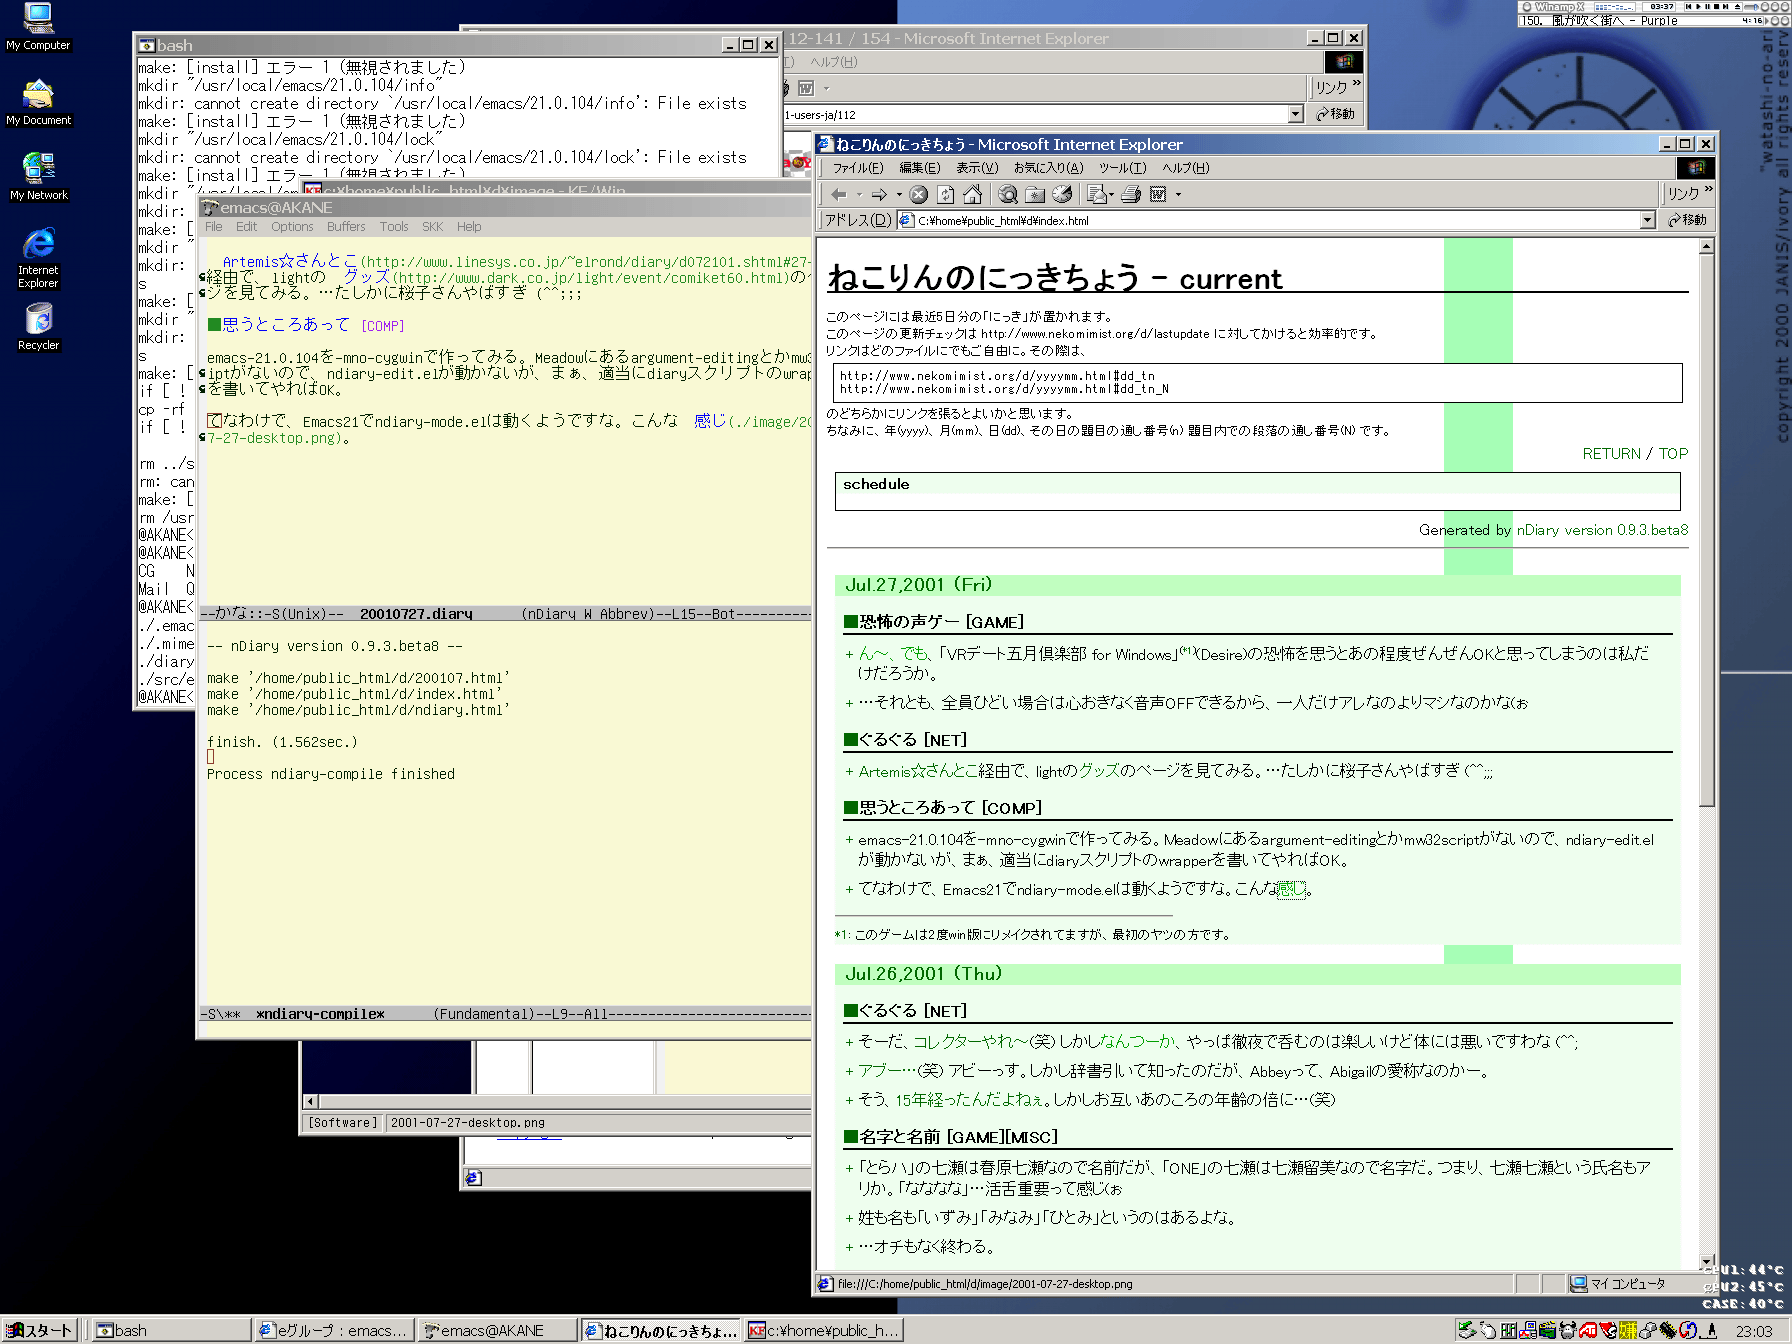 My Computer
My Document
My Network
Internet
Explorer
Recycler
bash
make: [install] エラー 1 (無視されました)
mkdir "/usr/local/emacs/21.0.104/info"
mkdir: cannot create directory `/usr/local/emacs/21.0.104/info': File exists
make: [install] エラー 1 (無視されました)
mkdir "/usr/local/emacs/21.0.104/lock"
mkdir: cannot create directory `/usr/local/emacs/21.0.104/lock': File exists
make: [install] エラー 1 (無視されました)
mkdir "/usr/local/em
mkdir:
make: [
mkdir "
mkdir:
s
make: [
mkdir "
mkdir:
s
make: [
if [ !
cp -rf
if [ !
rm ../s
rm: can
make: [
rm /usr
@AKANE<
@AKANE<
CG N
Mail Q
@AKANE<
./.emac
./.mime
./diary
./src/e
@AKANE<
12-141 / 154 - Microsoft Internet Explorer
ヘルプ(H)
リンク »
1-users-ja/112
移動
c:¥home¥public_html¥d¥image - KF/Win
emacs@AKANE
File Edit Options Buffers Tools SKK Help
Artemis☆さんとこ(http://www.linesys.co.jp/~elrond/diary/d072101.shtml#27-
経由で、lightの グッズ(http://www.dark.co.jp/light/event/comiket60.html)のペ
ジを見てみる。…たしかに桜子さんやばすぎ (^^;;;
■思うところあって [COMP]
emacs-21.0.104を-mno-cygwinで作ってみる。Meadowにあるargument-editingとかmw3
iptがないので、ndiary-edit.elが動かないが、まぁ、適当にdiaryスクリプトのwrap
を書いてやればOK。
てなわけで、Emacs21でndiary-mode.elは動くようですな。こんな 感じ(./image/20
7-27-desktop.png)。
--かな::-S(Unix)-- 20010727.diary (nDiary W Abbrev)--L15--Bot----------
-- nDiary version 0.9.3.beta8 --
make '/home/public_html/d/200107.html'
make '/home/public_html/d/index.html'
make '/home/public_html/d/ndiary.html'
finish. (1.562sec.)
Process ndiary-compile finished
-S\** *ndiary-compile* (Fundamental)--L9--All-------------------------
[Software] 2001-07-27-desktop.png
Winamp 03:37
150. 風が吹く街へ - Purple 4:16
"watashi-no-ari
copyright 2000 JANIS/ivory all rights reserv
ねこりんのにっきちょう - Microsoft Internet Explorer
ファイル(F) 編集(E) 表示(V) お気に入り(A) ツール(T) ヘルプ(H)
リンク »
アドレス(D) C:¥home¥public_html¥d¥index.html 移動
ねこりんのにっきちょう - current
このページには最近5日分の「にっき」が置かれます。
このページの更新チェックは http://www.nekomimist.org/d/lastupdate に対してかけると効率的です。
リンクはどのファイルにでもご自由に。その際は、
http://www.nekomimist.org/d/yyyymm.html#dd_tn
http://www.nekomimist.org/d/yyyymm.html#dd_tn_N
のどちらかにリンクを張るとよいかと思います。
ちなみに、年(yyyy)、月(mm)、日(dd)、その日の題目の通し番号(n) 題目内での段落の通し番号(N) です。
RETURN / TOP
schedule
Generated by nDiary version 0.9.3.beta8
Jul.27,2001 (Fri)
■恐怖の声ゲー [GAME]
+ ん～、でも、「VRデート五月倶楽部 for Windows」(*1)(Desire)の恐怖を思うとあの程度ぜんぜんOKと思ってしまうのは私だ
けだろうか。
+ …それとも、全員ひどい場合は心おきなく音声OFFできるから、一人だけアレなのよりマシなのかな(ぉ
■ぐるぐる [NET]
+ Artemis☆さんとこ経由で、lightのグッズのページを見てみる。…たしかに桜子さんやばすぎ (^^;;;
■思うところあって [COMP]
+ emacs-21.0.104を-mno-cygwinで作ってみる。Meadowにあるargument-editingとかmw32scriptがないので、ndiary-edit.el
が動かないが、まぁ、適当にdiaryスクリプトのwrapperを書いてやればOK。
+ てなわけで、Emacs21でndiary-mode.elは動くようですな。こんな感じ。
*1: このゲームは2度win版にリメイクされてますが、最初のヤツの方です。
Jul.26,2001 (Thu)
■ぐるぐる [NET]
+ そーだ、コレクターやれ～(笑) しかしなんつーか、やっぱ徹夜で呑むのは楽しいけど体には悪いですわな (^^;
+ アブー…(笑) アビーっす。しかし辞書引いて知ったのだが、Abbeyって、Abigailの愛称なのかー。
+ そう、15年経ったんだよねぇ。しかしお互いあのころの年齢の倍に…(笑)
■名字と名前 [GAME][MISC]
+ 「とらハ」の七瀬は春原七瀬なので名前だが、「ONE」の七瀬は七瀬留美なので名字だ。つまり、七瀬七瀬という氏名もア
リか。「なななな」…活舌重要って感じ(ぉ
+ 姓も名も「いずみ」「みなみ」「ひとみ」というのはあるよな。
+ …オチもなく終わる。
file:///C:/home/public_html/d/image/2001-07-27-desktop.png マイ コンピュータ
CPU1:44°C
CPU2:45°C
CASE:40°C
スタート bash eグループ : emacs... emacs@AKANE ねこりんのにっきちょ... c:¥home¥public_h... 23:03